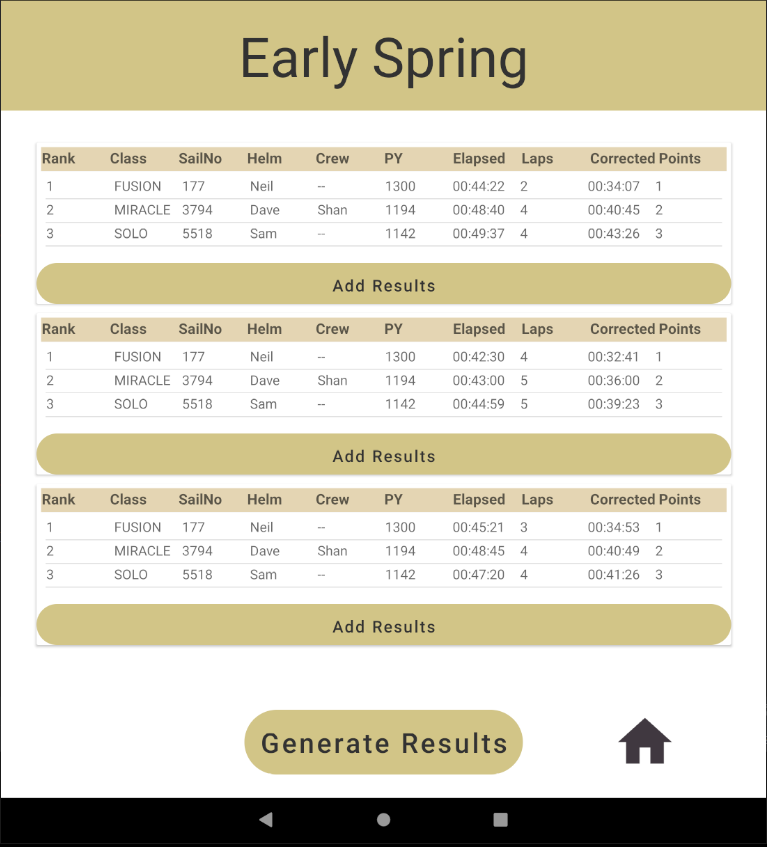 Early Spring
Rank Class SailNo Helm Crew PY Elapsed Laps Corrected Points
1 FUSION 177 Neil -- 1300 00:44:22 2 00:34:07 1
2 MIRACLE 3794 Dave Shan 1194 00:48:40 4 00:40:45 2
3 SOLO 5518 Sam -- 1142 00:49:37 4 00:43:26 3
Add Results
Rank Class SailNo Helm Crew PY Elapsed Laps Corrected Points
1 FUSION 177 Neil -- 1300 00:42:30 4 00:32:41 1
2 MIRACLE 3794 Dave Shan 1194 00:43:00 5 00:36:00 2
3 SOLO 5518 Sam -- 1142 00:44:59 5 00:39:23 3
Add Results
Rank Class SailNo Helm Crew PY Elapsed Laps Corrected Points
1 FUSION 177 Neil -- 1300 00:45:21 3 00:34:53 1
2 MIRACLE 3794 Dave Shan 1194 00:48:45 4 00:40:49 2
3 SOLO 5518 Sam -- 1142 00:47:20 4 00:41:26 3
Add Results
Generate Results